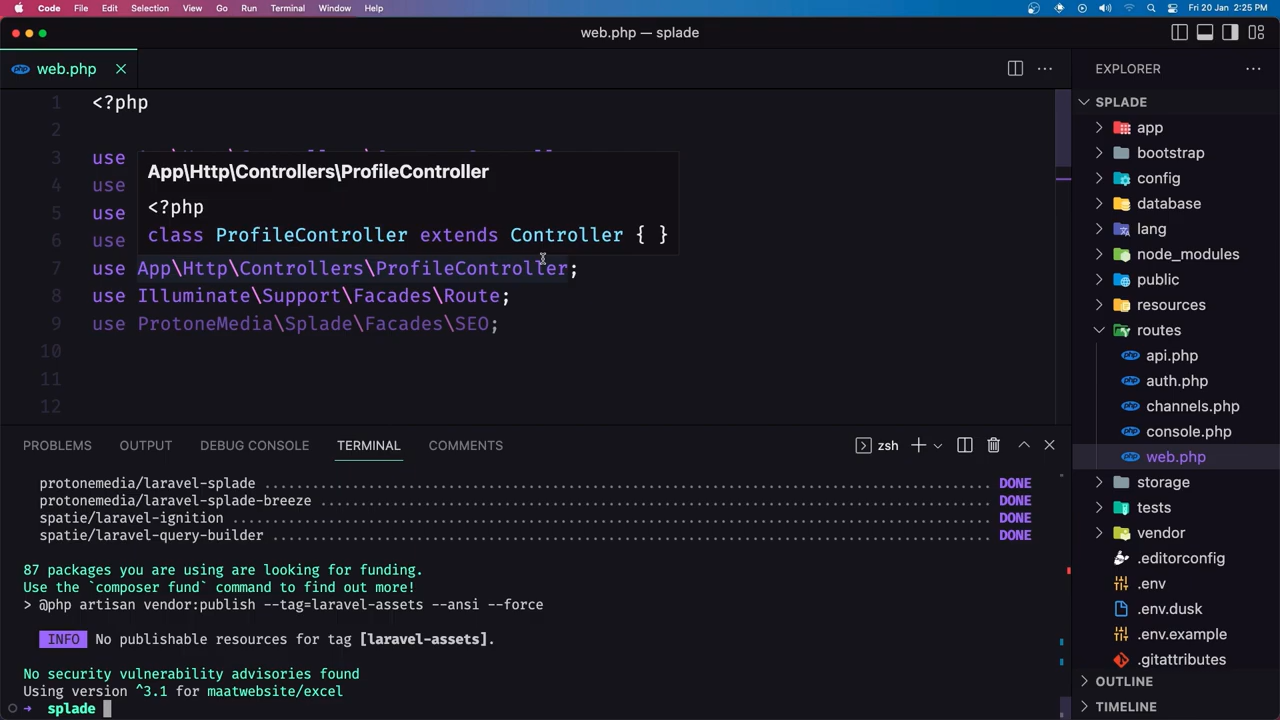 Code File Edit Selection View Go Run Terminal Window Help Fri 20 Jan 2:25 PM
web.php — splade
web.php
1 <?php
2
3 use
4 use
5 use
6 use
App\Http\Controllers\ProfileController
<?php
class ProfileController extends Controller { }
7 use App\Http\Controllers\ProfileController;
8 use Illuminate\Support\Facades\Route;
9 use ProtoneMedia\Splade\Facades\SEO;
10
11
12
PROBLEMS OUTPUT DEBUG CONSOLE TERMINAL COMMENTS zsh
protonemedia/laravel-splade ........................................ DONE
protonemedia/laravel-splade-breeze ........................................ DONE
spatie/laravel-ignition ........................................ DONE
spatie/laravel-query-builder ........................................ DONE
87 packages you are using are looking for funding.
Use the `composer fund` command to find out more!
> @php artisan vendor:publish --tag=laravel-assets --ansi --force
INFO No publishable resources for tag [laravel-assets].
No security vulnerability advisories found
Using version ^3.1 for maatwebsite/excel
→ splade
EXPLORER
SPLADE
app
bootstrap
config
database
lang
node_modules
public
resources
routes
php api.php
php auth.php
php channels.php
php console.php
php web.php
storage
tests
vendor
.editorconfig
.env
.env.dusk
.env.example
.gitattributes
OUTLINE
TIMELINE